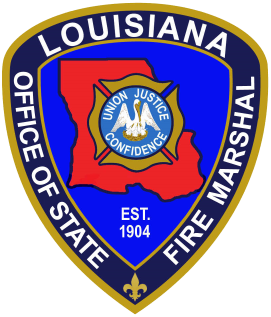 LOUISIANA
OFFICE OF STATE
FIRE MARSHAL
UNION JUSTICE
CONFIDENCE
EST.
1904